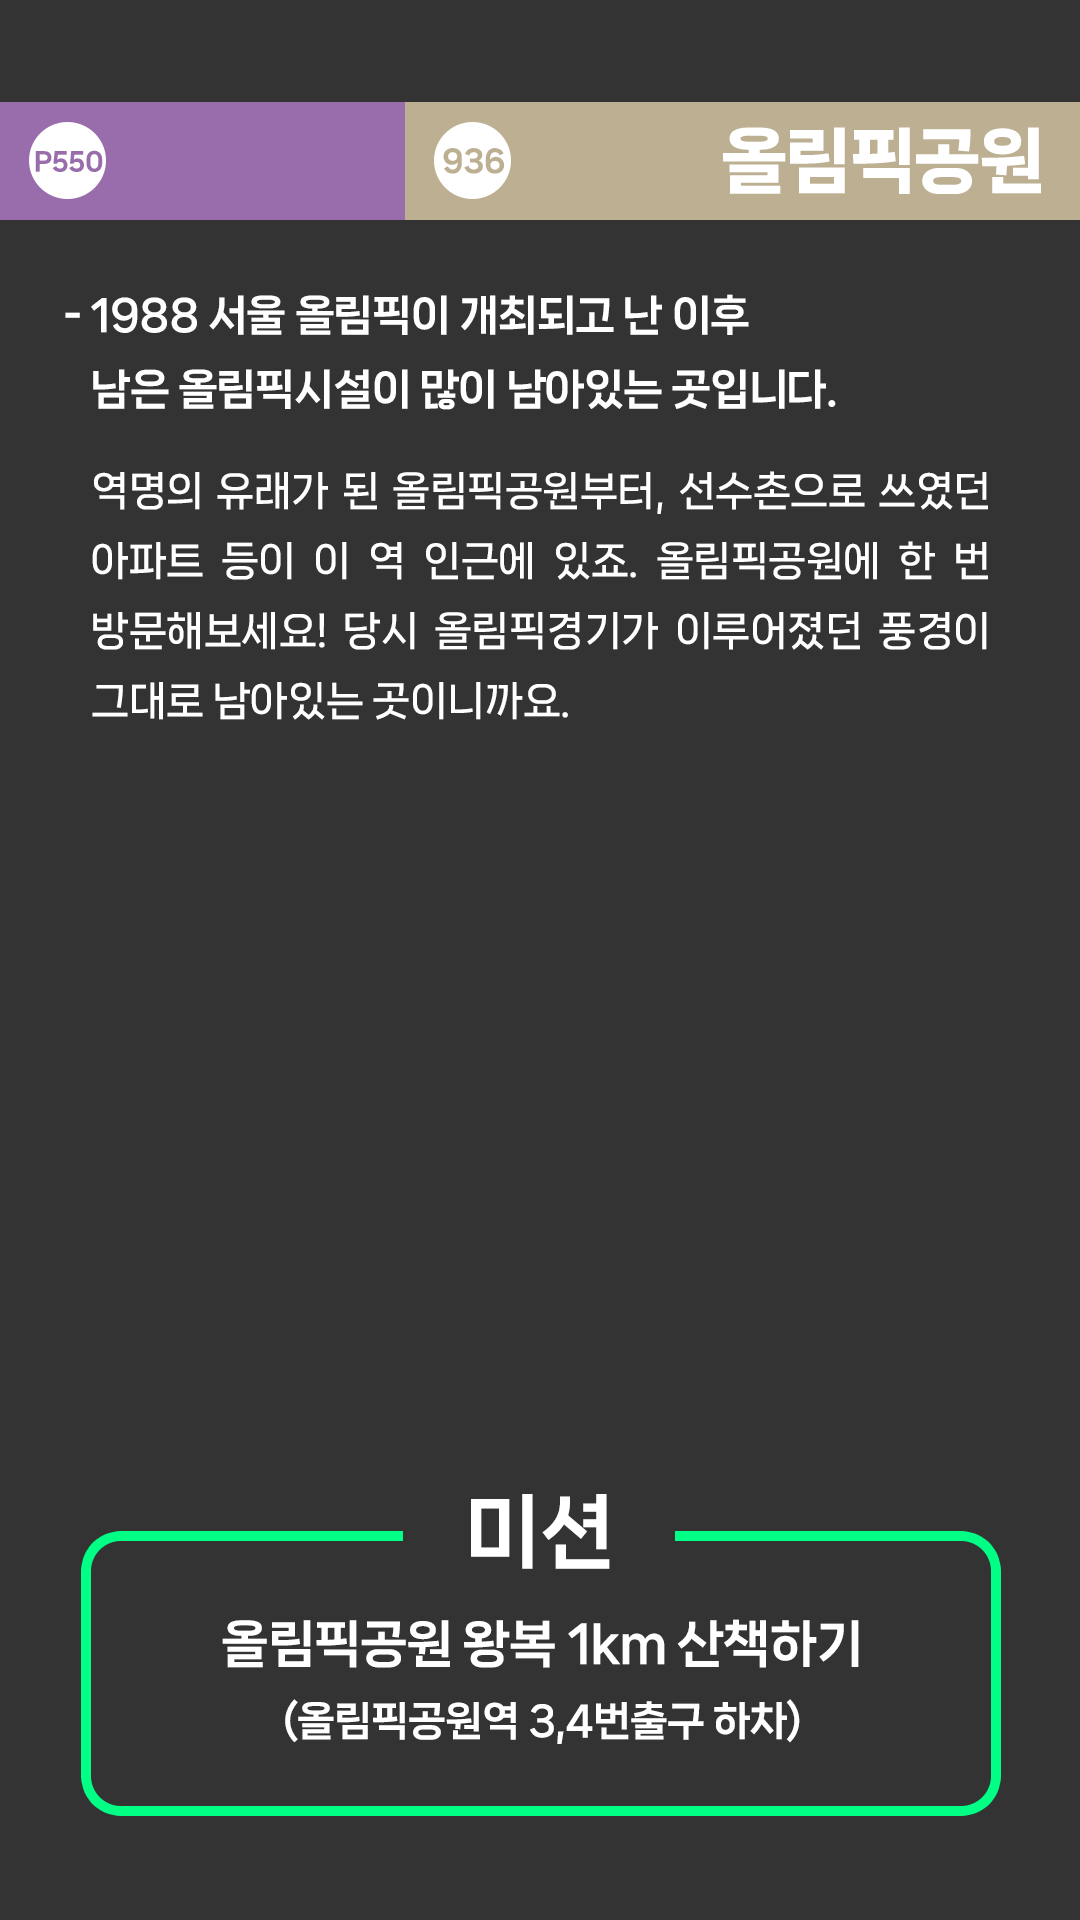 P550
936
올림픽공원
- 1988 서울 올림픽이 개최되고 난 이후
남은 올림픽시설이 많이 남아있는 곳입니다.
역명의 유래가 된 올림픽공원부터, 선수촌으로 쓰였던
아파트 등이 이 역 인근에 있죠. 올림픽공원에 한 번
방문해보세요! 당시 올림픽경기가 이루어졌던 풍경이
그대로 남아있는 곳이니까요.
미션
올림픽공원 왕복 1km 산책하기
(올림픽공원역 3,4번출구 하차)